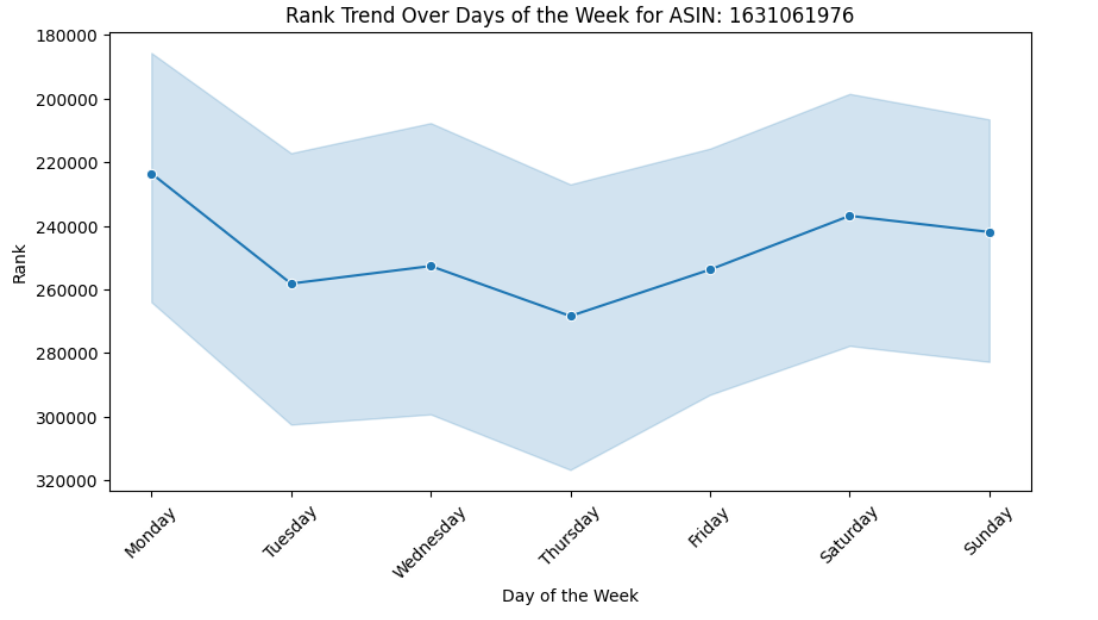 Rank Trend Over Days of the Week for ASIN: 1631061976
180000
200000
220000
240000
260000
280000
300000
320000
Rank
Monday
Tuesday
Wednesday
Thursday
Friday
Saturday
Sunday
Day of the Week